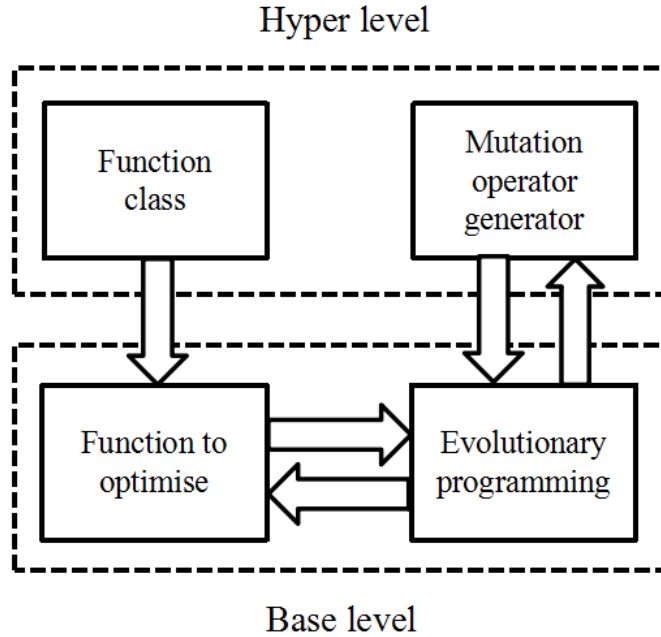 Hyper level
Function
class
Mutation
operator
generator
Function to
optimise
Evolutionary
programming
Base level